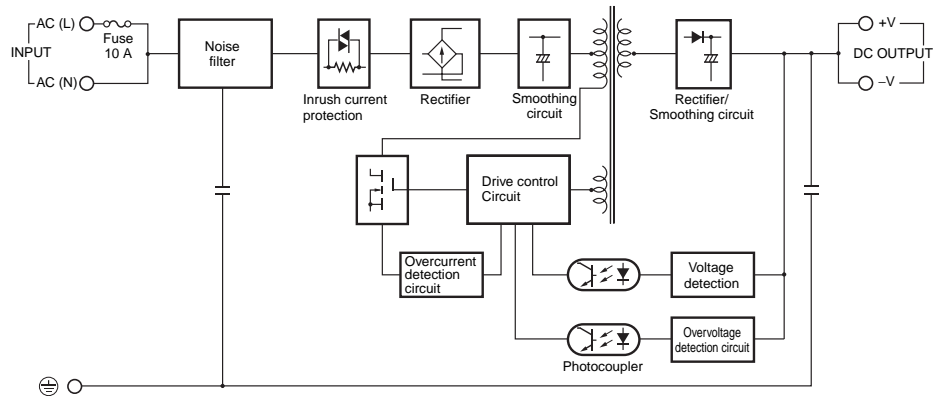 AC (L)
Fuse
10 A
INPUT
AC (N)
Noise
filter
Inrush current
protection
Rectifier
Smoothing
circuit
Rectifier/
Smoothing circuit
+V
DC OUTPUT
–V
Drive control
Circuit
Overcurrent
detection
circuit
Voltage
detection
Overvoltage
detection circuit
Photocoupler